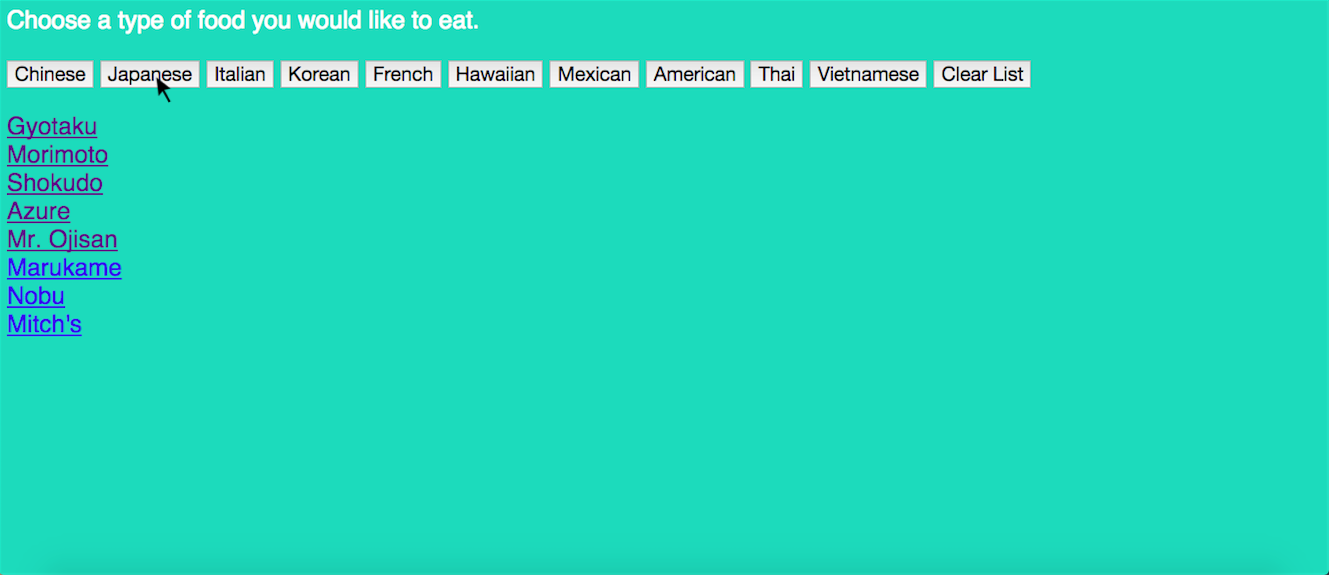 Choose a type of food you would like to eat.
Chinese Japanese Italian Korean French Hawaiian Mexican American Thai Vietnamese Clear List
Gyotaku
Morimoto
Shokudo
Azure
Mr. Ojisan
Marukame
Nobu
Mitch's